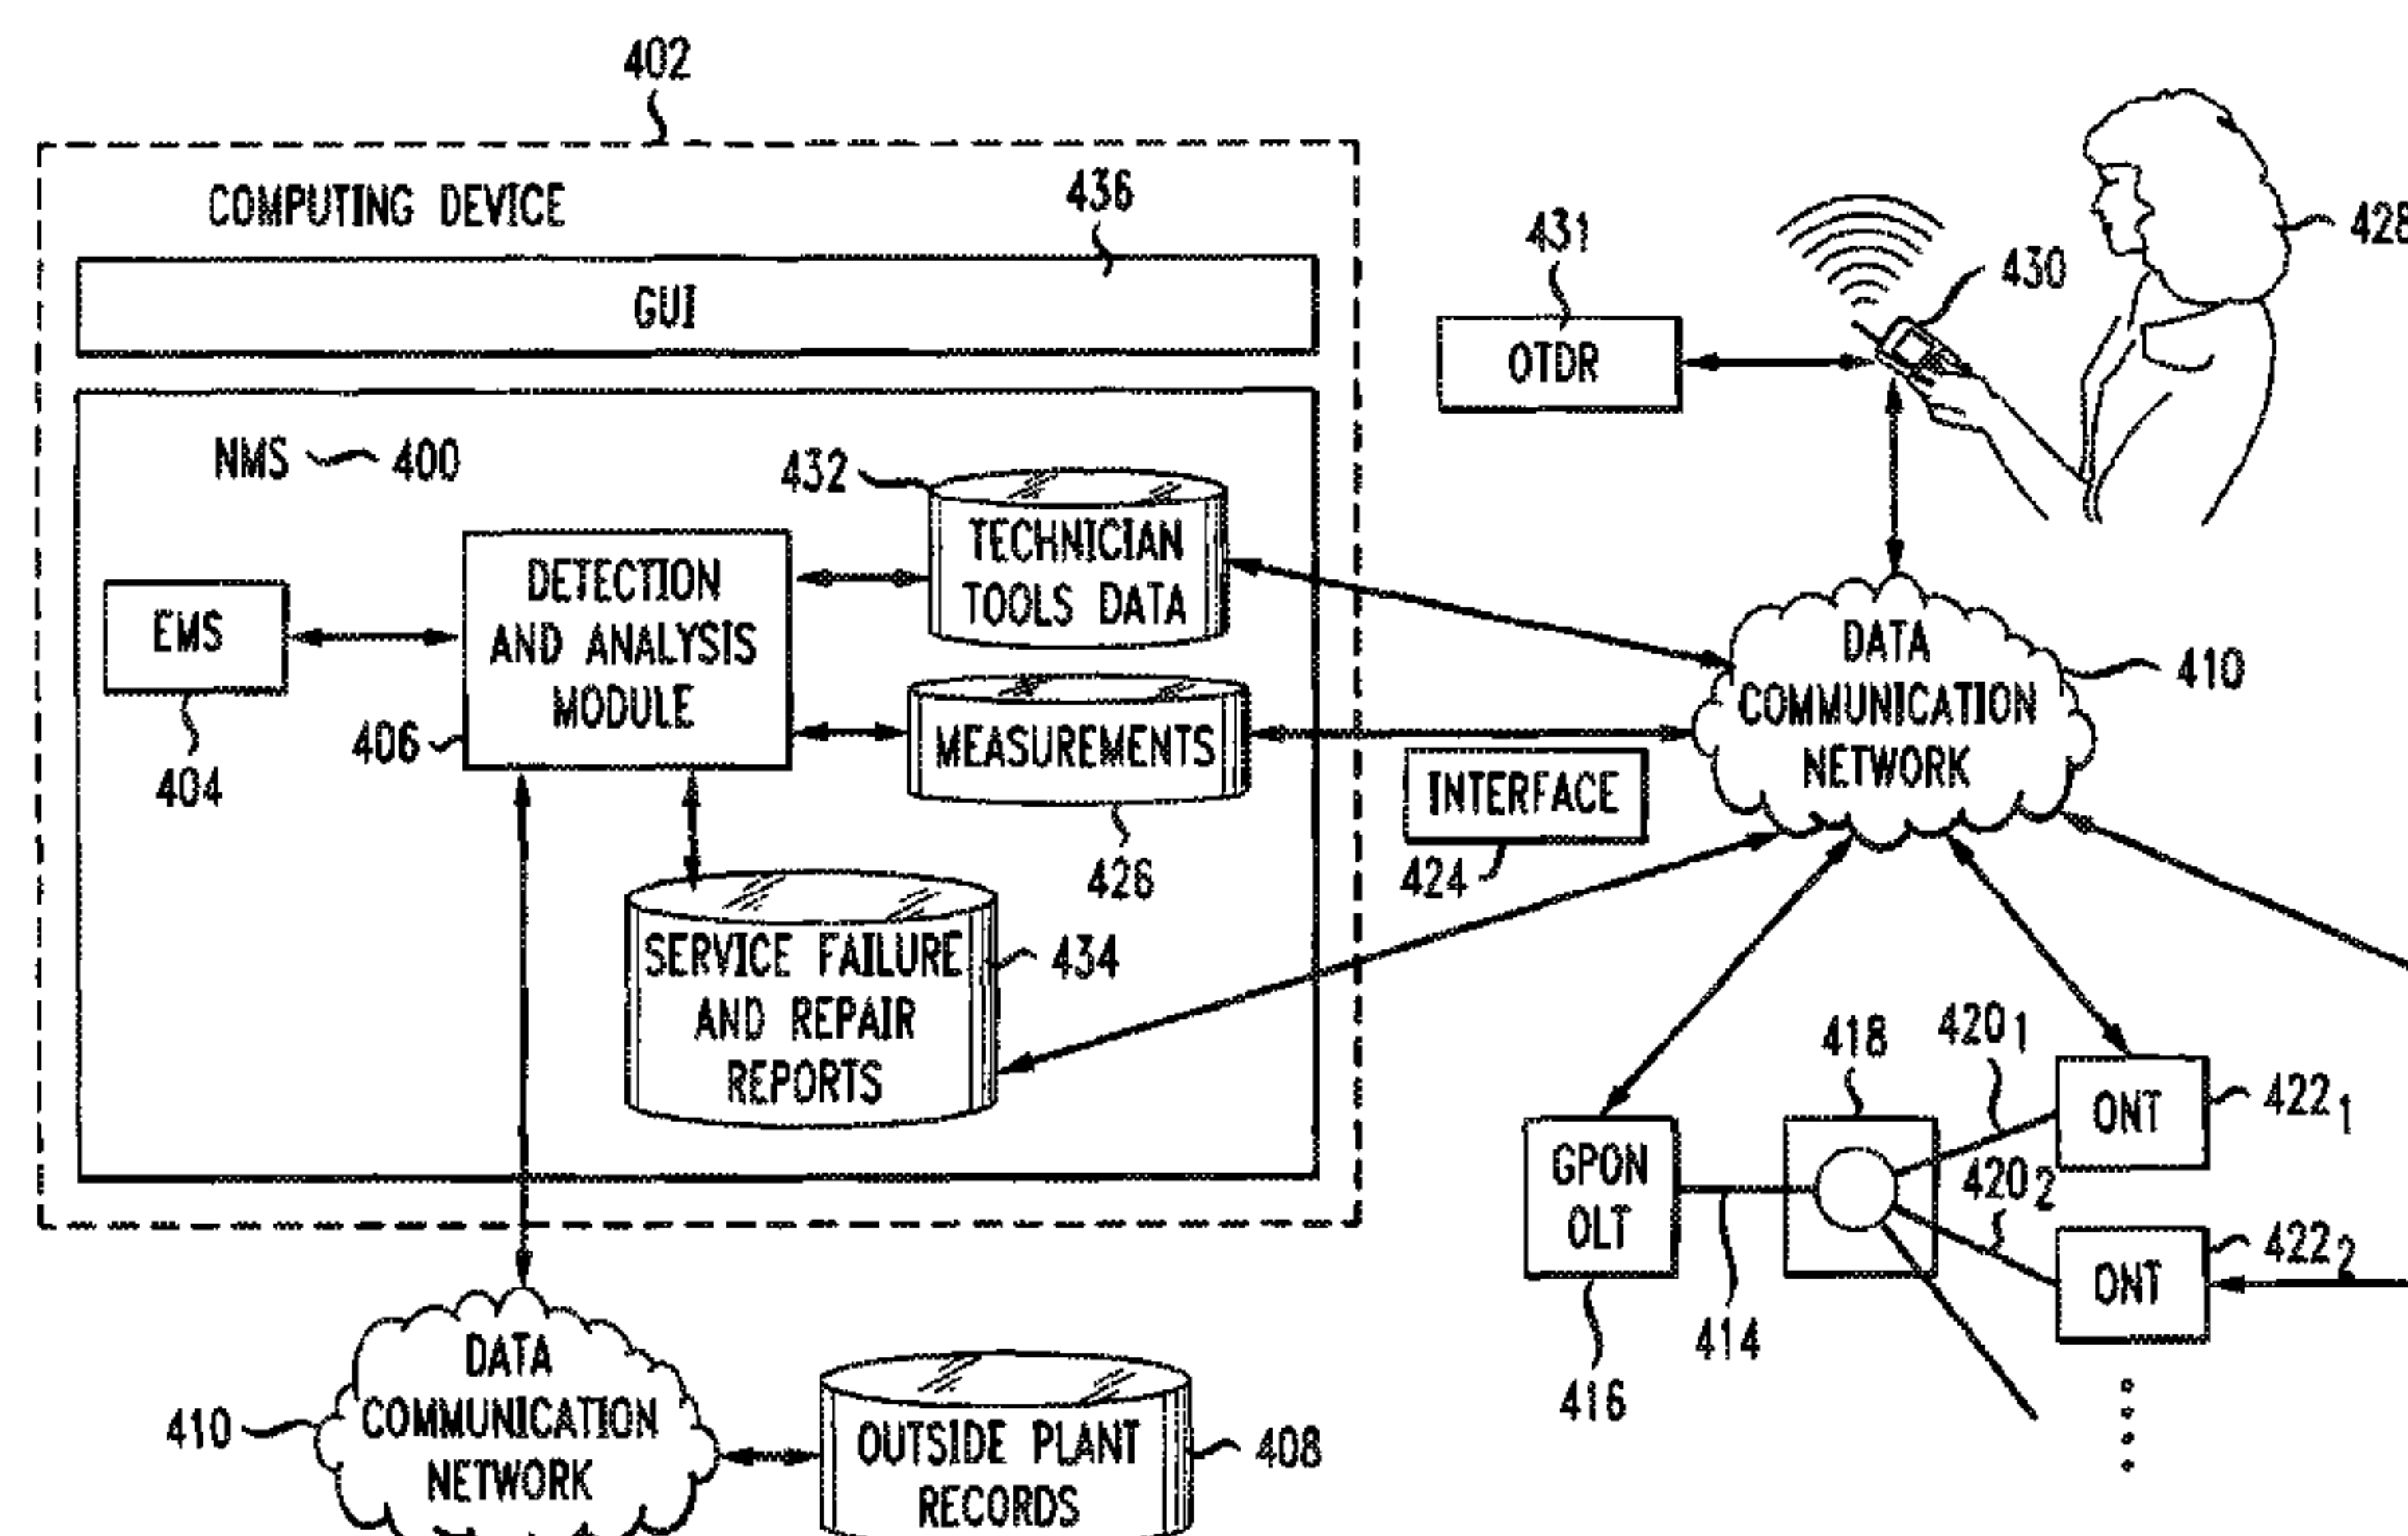 402
COMPUTING DEVICE
436
GUI
NMS 400
432
TECHNICIAN
TOOLS DATA
DETECTION
AND ANALYSIS
MODULE
EMS
404
406
MEASUREMENTS
426
SERVICE FAILURE
AND REPAIR
REPORTS
434
DATA
COMMUNICATION
NETWORK
410
OUTSIDE PLANT
RECORDS
408
431
OTDR
430
428
DATA
COMMUNICATION
NETWORK
410
INTERFACE
424
GPON
OLT
416
414
418
420₁
420₂
ONT
422₁
ONT
422₂